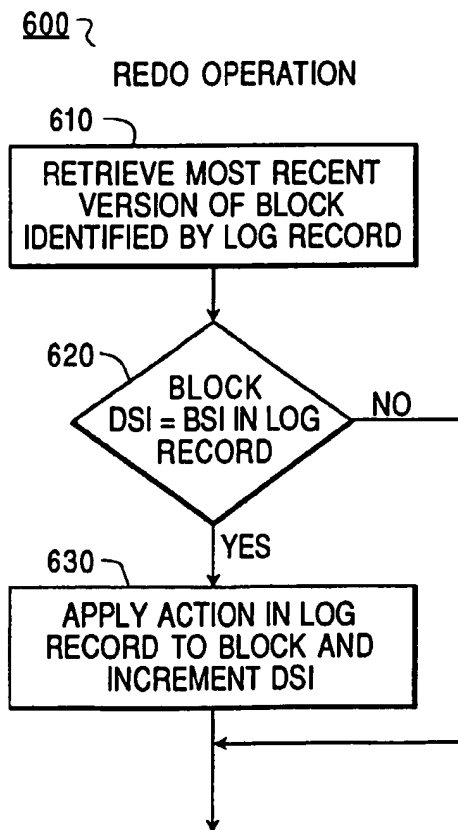 600
REDO OPERATION
610
RETRIEVE MOST RECENT
VERSION OF BLOCK
IDENTIFIED BY LOG RECORD
620
BLOCK
DSI = BSI IN LOG
RECORD
NO
YES
630
APPLY ACTION IN LOG
RECORD TO BLOCK AND
INCREMENT DSI